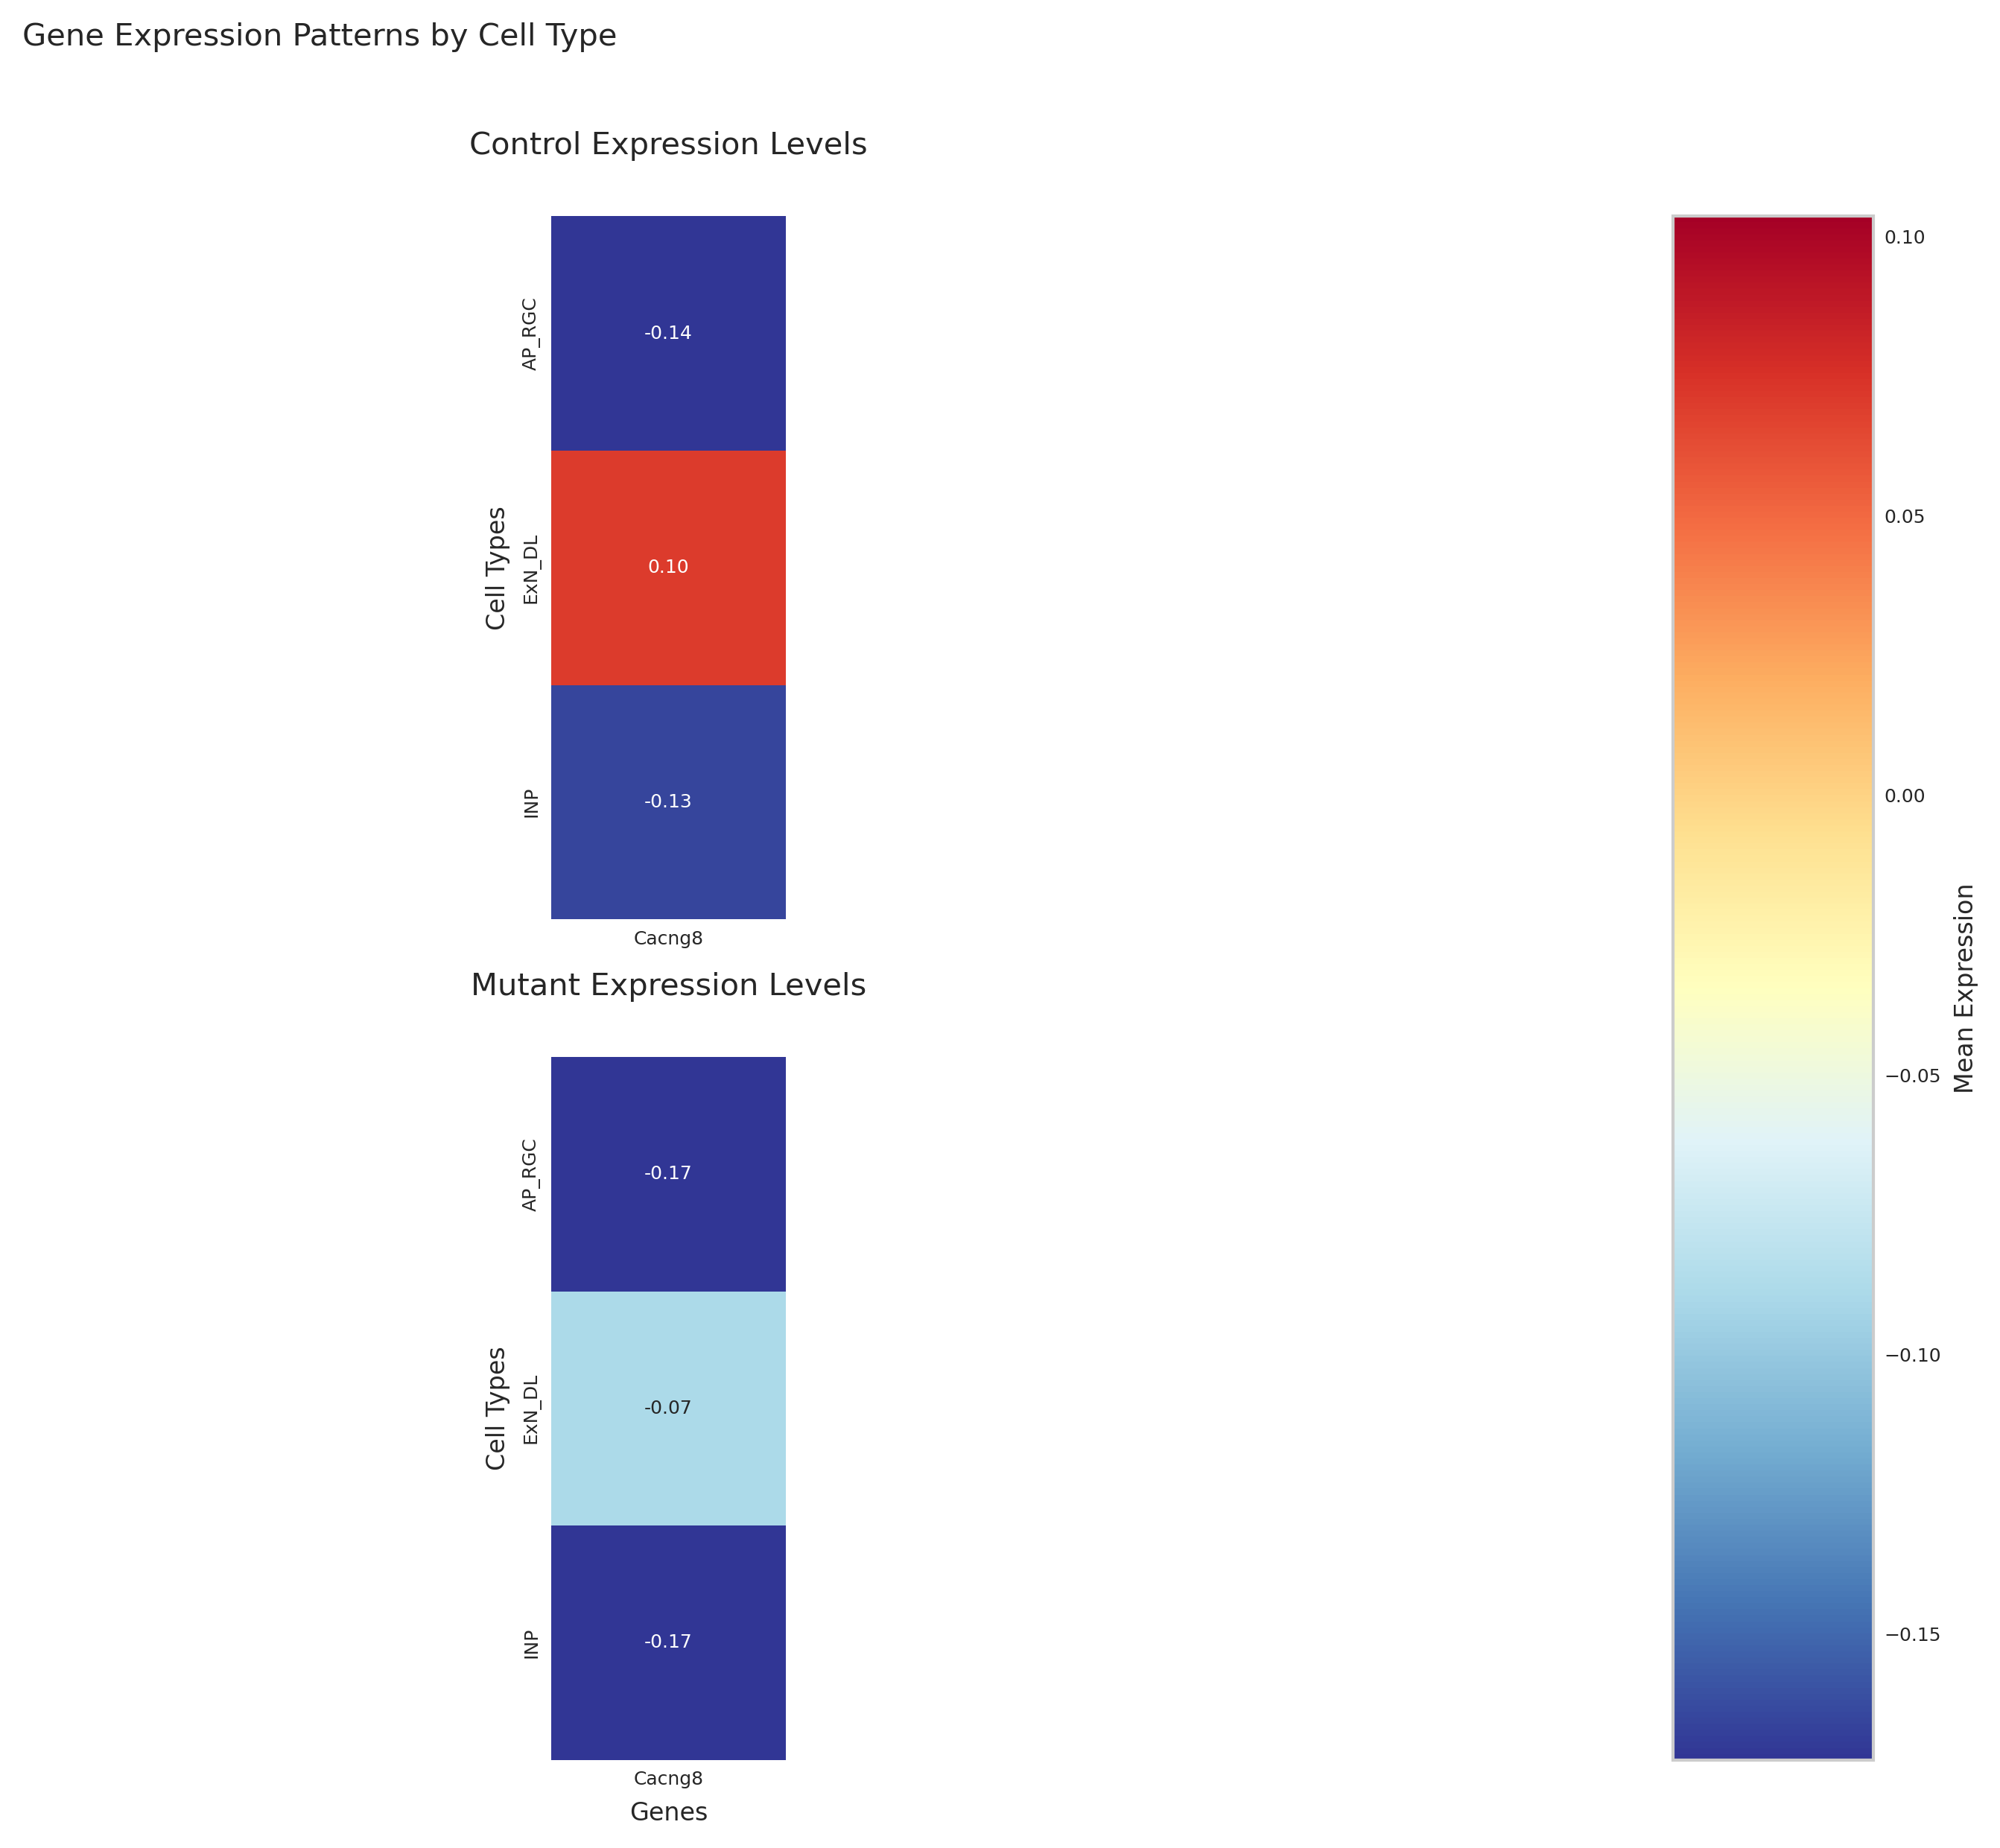 Gene Expression Patterns by Cell Type
Control Expression Levels
Cell Types
AP_RGC
ExN_DL
INP
-0.14
0.10
-0.13
Cacng8
Mutant Expression Levels
Cell Types
AP_RGC
ExN_DL
INP
-0.17
-0.07
-0.17
Cacng8
Genes
0.10
0.05
0.00
−0.05
−0.10
−0.15
Mean Expression